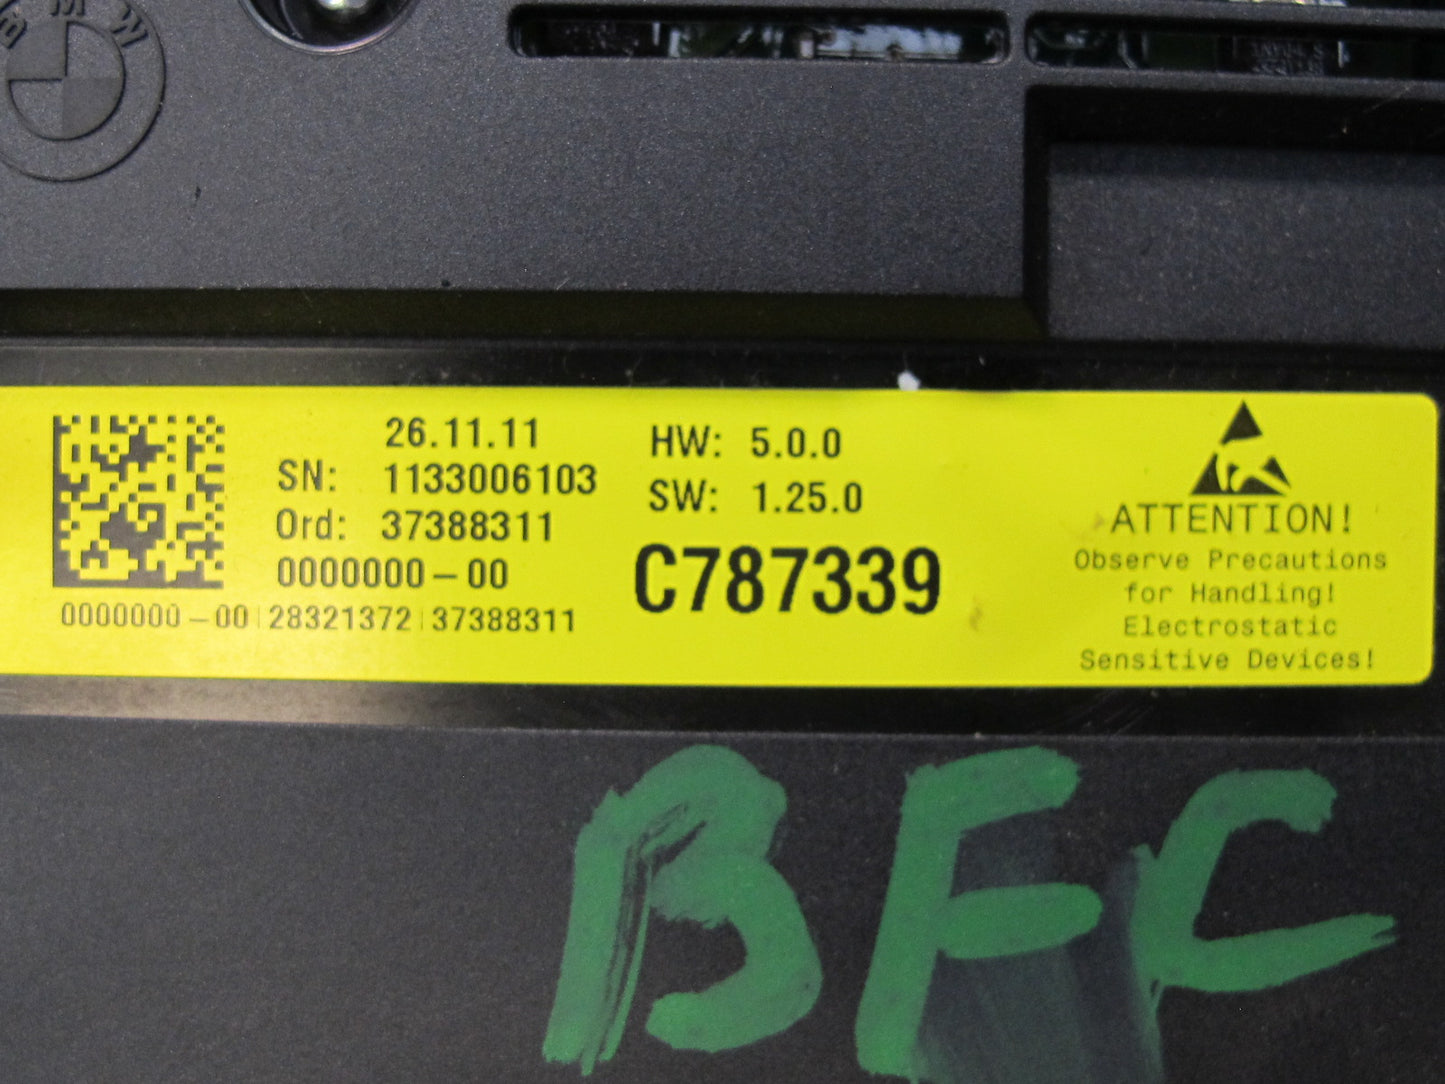 BMW
26.11.11
SN: 1133006103
Ord: 37388311
0000000-00
0000000-00|28321372|37388311
HW: 5.0.0
SW: 1.25.0
C787339
ATTENTION!
Observe Precautions
for Handling!
Electrostatic
Sensitive Devices!
BFC